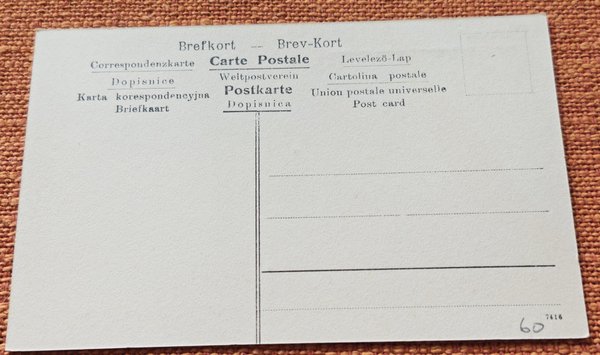 Brefkort — Brev-Kort
Correspondenzkarte Carte Postale Levelező-Lap
Dopisnice Weltpostverein Cartolina postale
Karta korespondencyjna Postkarte Union postale universelle
Briefkaart Dopisnica Post card
60 7416